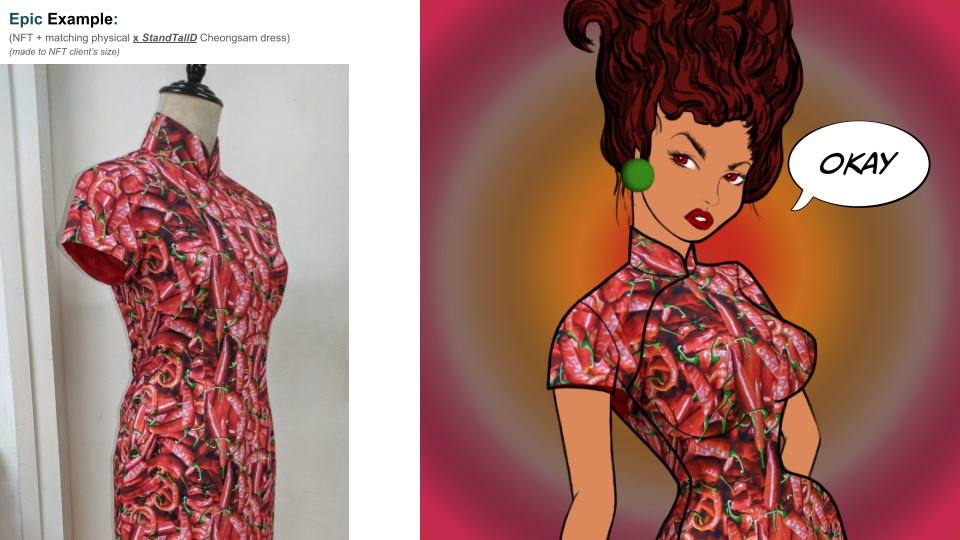 Epic Example:
(NFT + matching physical x StandTallD Cheongsam dress)
(made to NFT client's size)
OKAY